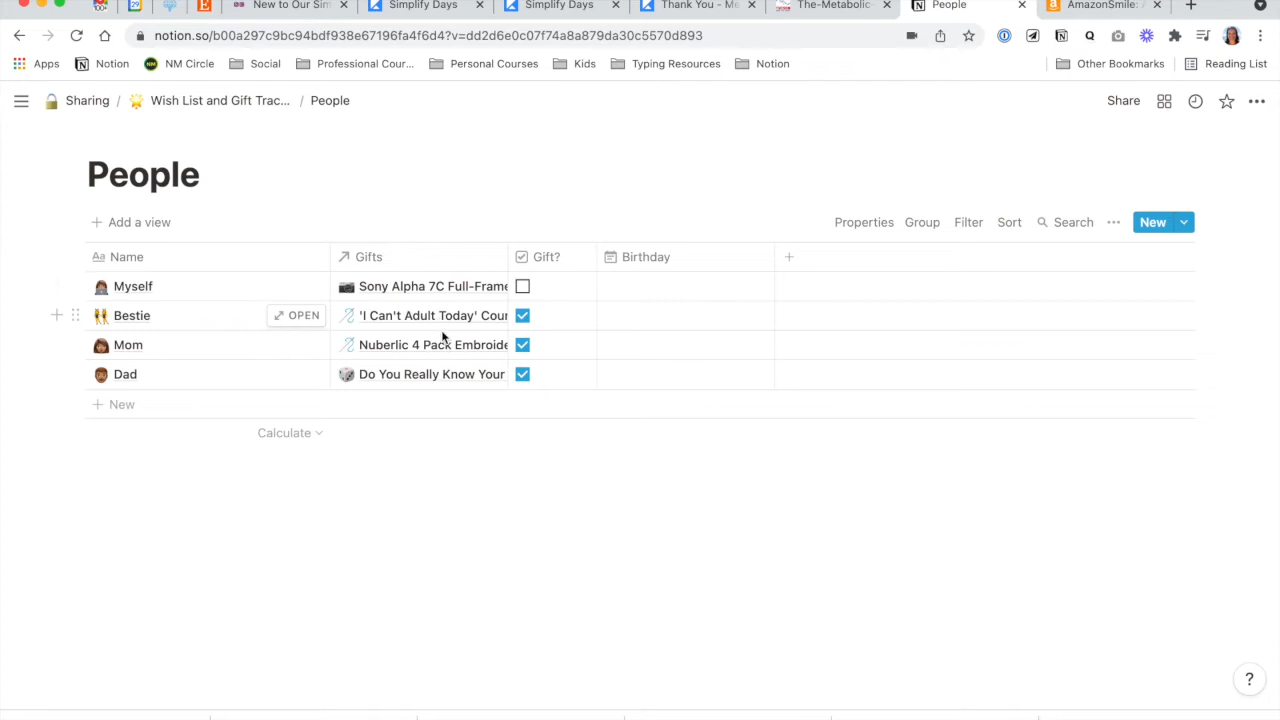 New to Our Sim
Simplify Days
Simplify Days
Thank You - Me
The-Metabolic-
People
AmazonSmile: A
notion.so/b00a297c9bc94bdf938e67196fa4f6d4?v=dd2d6e0c07f74a8a879da30c5570d893
Apps Notion NM Circle Social Professional Cour... Personal Courses Kids Typing Resources Notion Other Bookmarks Reading List
Sharing / Wish List and Gift Trac... / People
Share
People
Add a view
Properties Group Filter Sort Search New
Aa Name Gifts Gift? Birthday
Myself Sony Alpha 7C Full-Frame
Bestie OPEN 'I Can't Adult Today' Cou
Mom Nuberlic 4 Pack Embroide
Dad Do You Really Know Your
New
Calculate
?